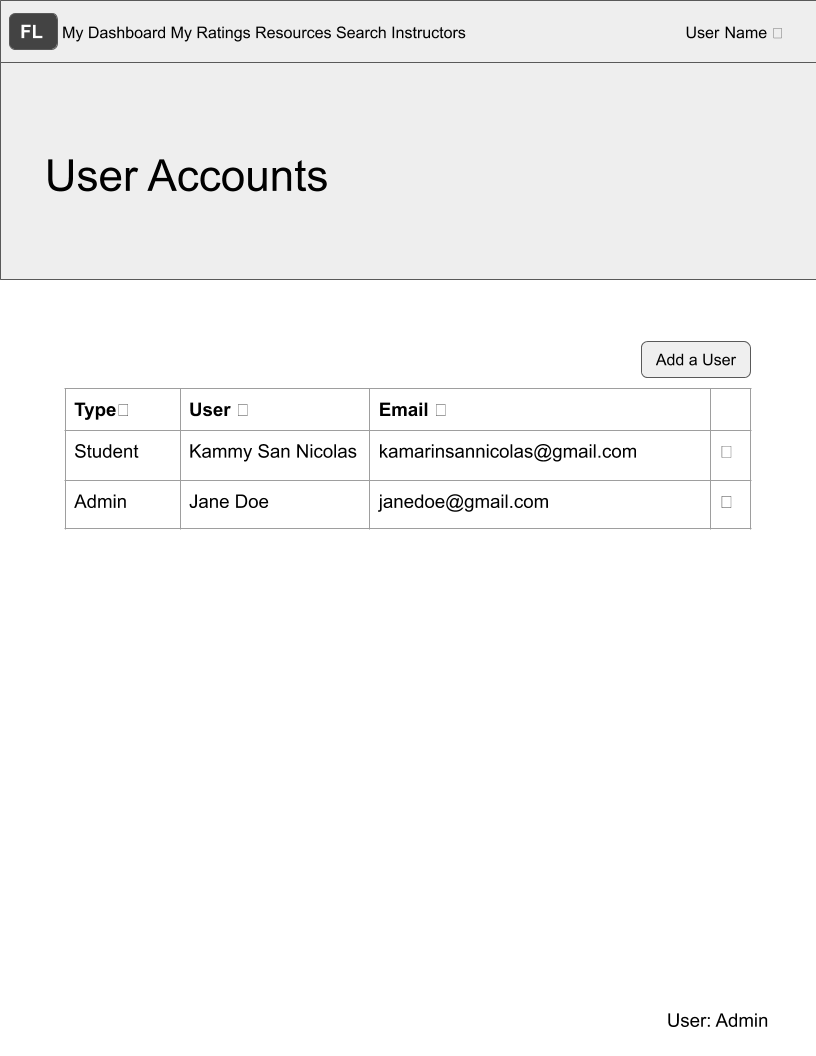 FL My Dashboard My Ratings Resources Search Instructors User Name
User Accounts
Add a User
Type User Email
Student Kammy San Nicolas kamarinsannicolas@gmail.com
Admin Jane Doe janedoe@gmail.com
User: Admin